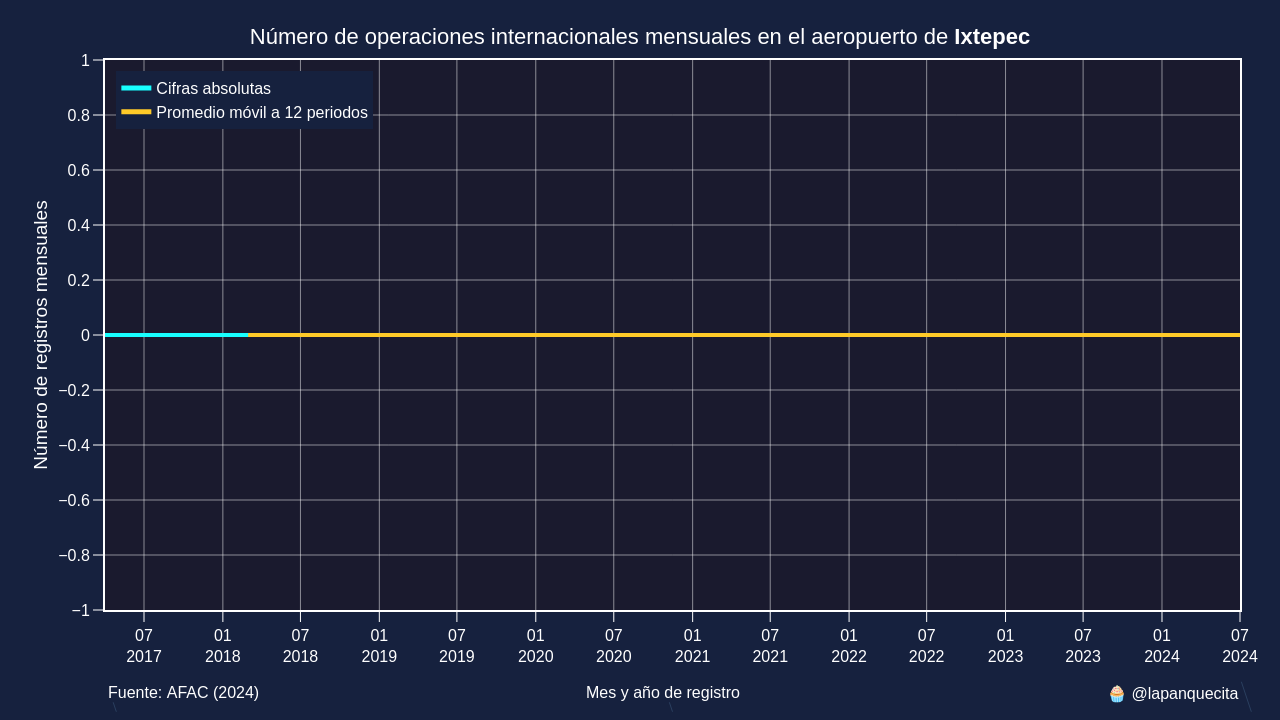 Número de operaciones internacionales mensuales en el aeropuerto de Ixtepec
Cifras absolutas
Promedio móvil a 12 periodos
Número de registros mensuales
1
0.8
0.6
0.4
0.2
0
−0.2
−0.4
−0.6
−0.8
−1
07 01 07 01 07 01 07 01 07 01 07 01 07 01 07
2017 2018 2018 2019 2019 2020 2020 2021 2021 2022 2022 2023 2023 2024 2024
Fuente: AFAC (2024)
Mes y año de registro
🧁 @lapanquecita